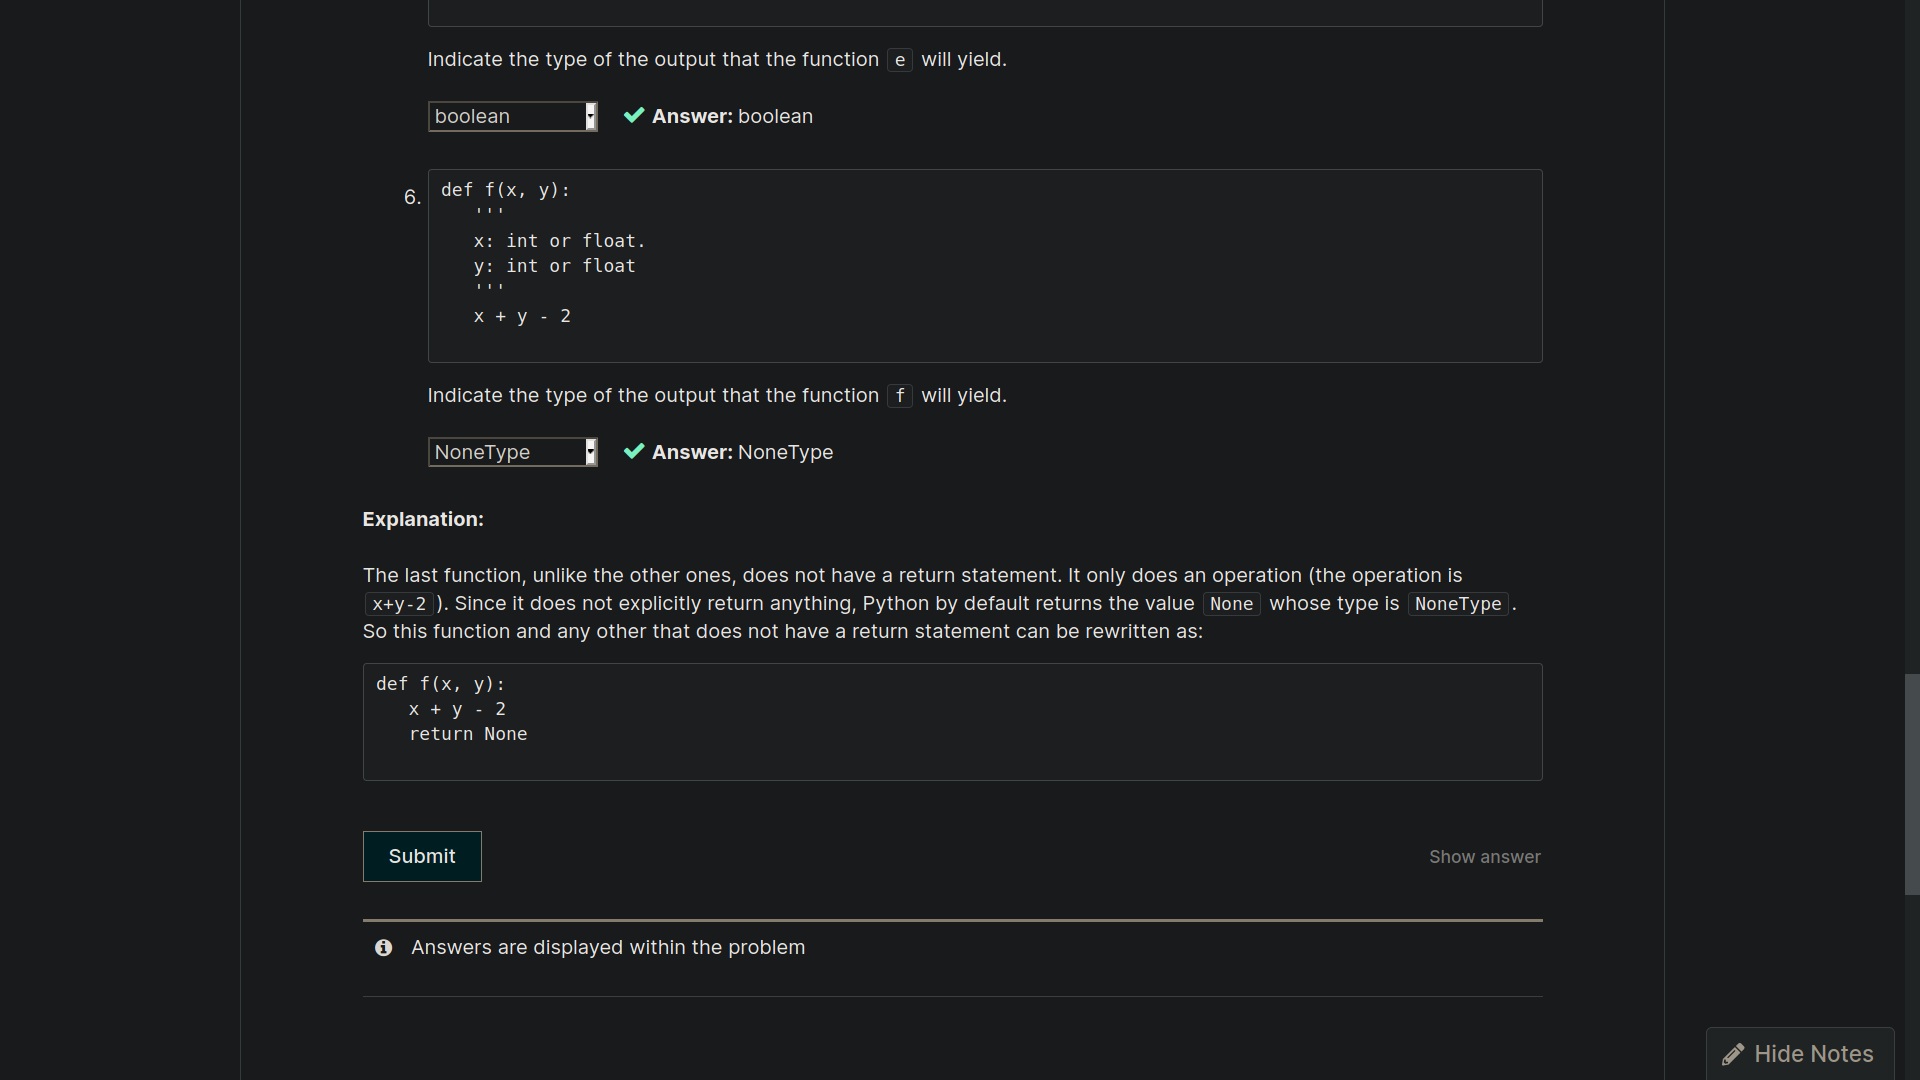 Indicate the type of the output that the function e will yield.
boolean Answer: boolean
6.
def f(x, y):
'''
x: int or float.
y: int or float
'''
x + y - 2
Indicate the type of the output that the function f will yield.
NoneType Answer: NoneType
Explanation:
The last function, unlike the other ones, does not have a return statement. It only does an operation (the operation is
x+y-2 ). Since it does not explicitly return anything, Python by default returns the value None whose type is NoneType .
So this function and any other that does not have a return statement can be rewritten as:
def f(x, y):
x + y - 2
return None
Submit
Show answer
Answers are displayed within the problem
Hide Notes